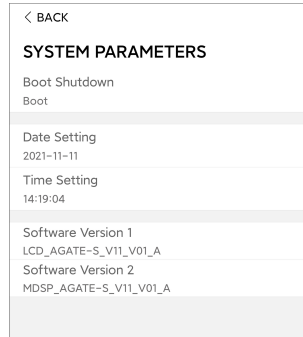 < BACK
SYSTEM PARAMETERS
Boot Shutdown
Boot
Date Setting
2021-11-11
Time Setting
14:19:04
Software Version 1
LCD_AGATE-S_V11_V01_A
Software Version 2
MDSP_AGATE-S_V11_V01_A